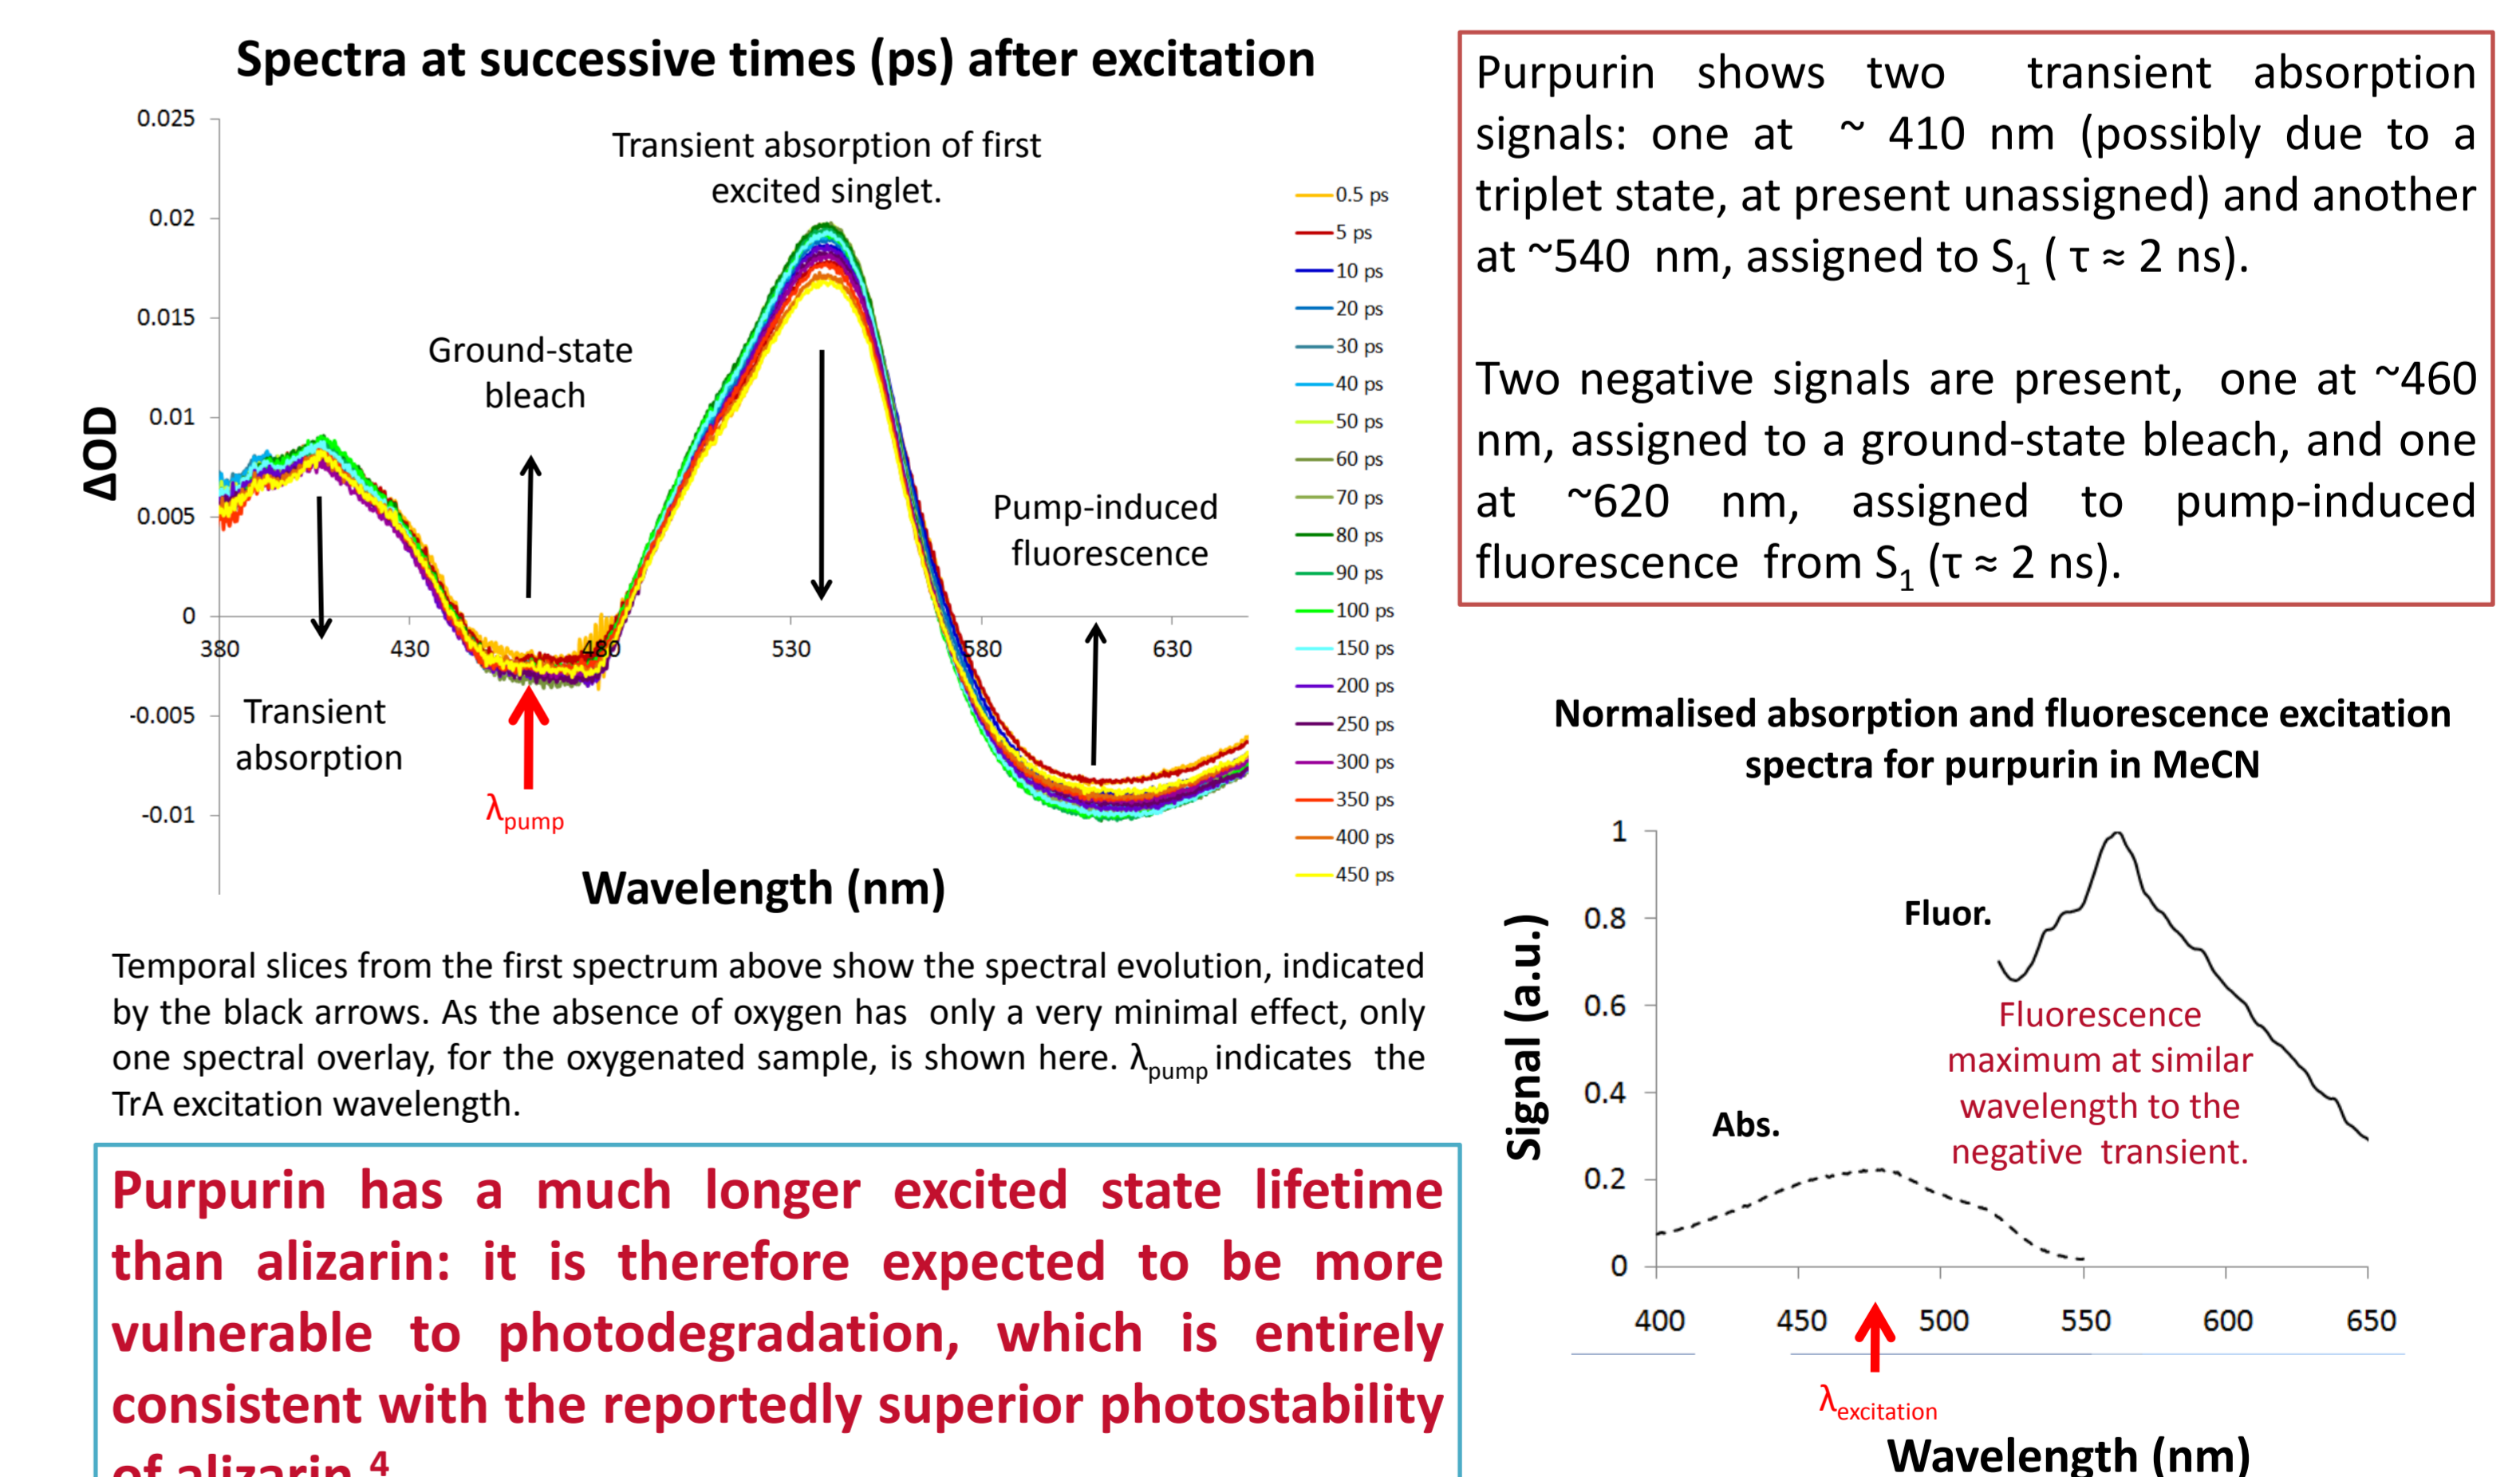 Spectra at successive times (ps) after excitation
0.025
0.02
0.015
0.01
0.005
0
-0.005
-0.01
ΔOD
Transient absorption of first
excited singlet.
Ground-state
bleach
Pump-induced
fluorescence
380
430
480
530
580
630
Transient
absorption
λpump
Wavelength (nm)
0.5 ps
5 ps
10 ps
20 ps
30 ps
40 ps
50 ps
60 ps
70 ps
80 ps
90 ps
100 ps
150 ps
200 ps
250 ps
300 ps
350 ps
400 ps
450 ps
Temporal slices from the first spectrum above show the spectral evolution, indicated
by the black arrows. As the absence of oxygen has only a very minimal effect, only
one spectral overlay, for the oxygenated sample, is shown here. λpump indicates the
TrA excitation wavelength.
Purpurin has a much longer excited state lifetime
than alizarin: it is therefore expected to be more
vulnerable to photodegradation, which is entirely
consistent with the reportedly superior photostability
of alizarin.4
Purpurin shows two transient absorption
signals: one at ~ 410 nm (possibly due to a
triplet state, at present unassigned) and another
at ~540 nm, assigned to S1 ( τ ≈ 2 ns).
Two negative signals are present, one at ~460
nm, assigned to a ground-state bleach, and one
at ~620 nm, assigned to pump-induced
fluorescence from S1 (τ ≈ 2 ns).
Normalised absorption and fluorescence excitation
spectra for purpurin in MeCN
1
0.8
0.6
0.4
0.2
0
Signal (a.u.)
Fluor.
Abs.
Fluorescence
maximum at similar
wavelength to the
negative transient.
400
450
500
550
600
650
λexcitation
Wavelength (nm)